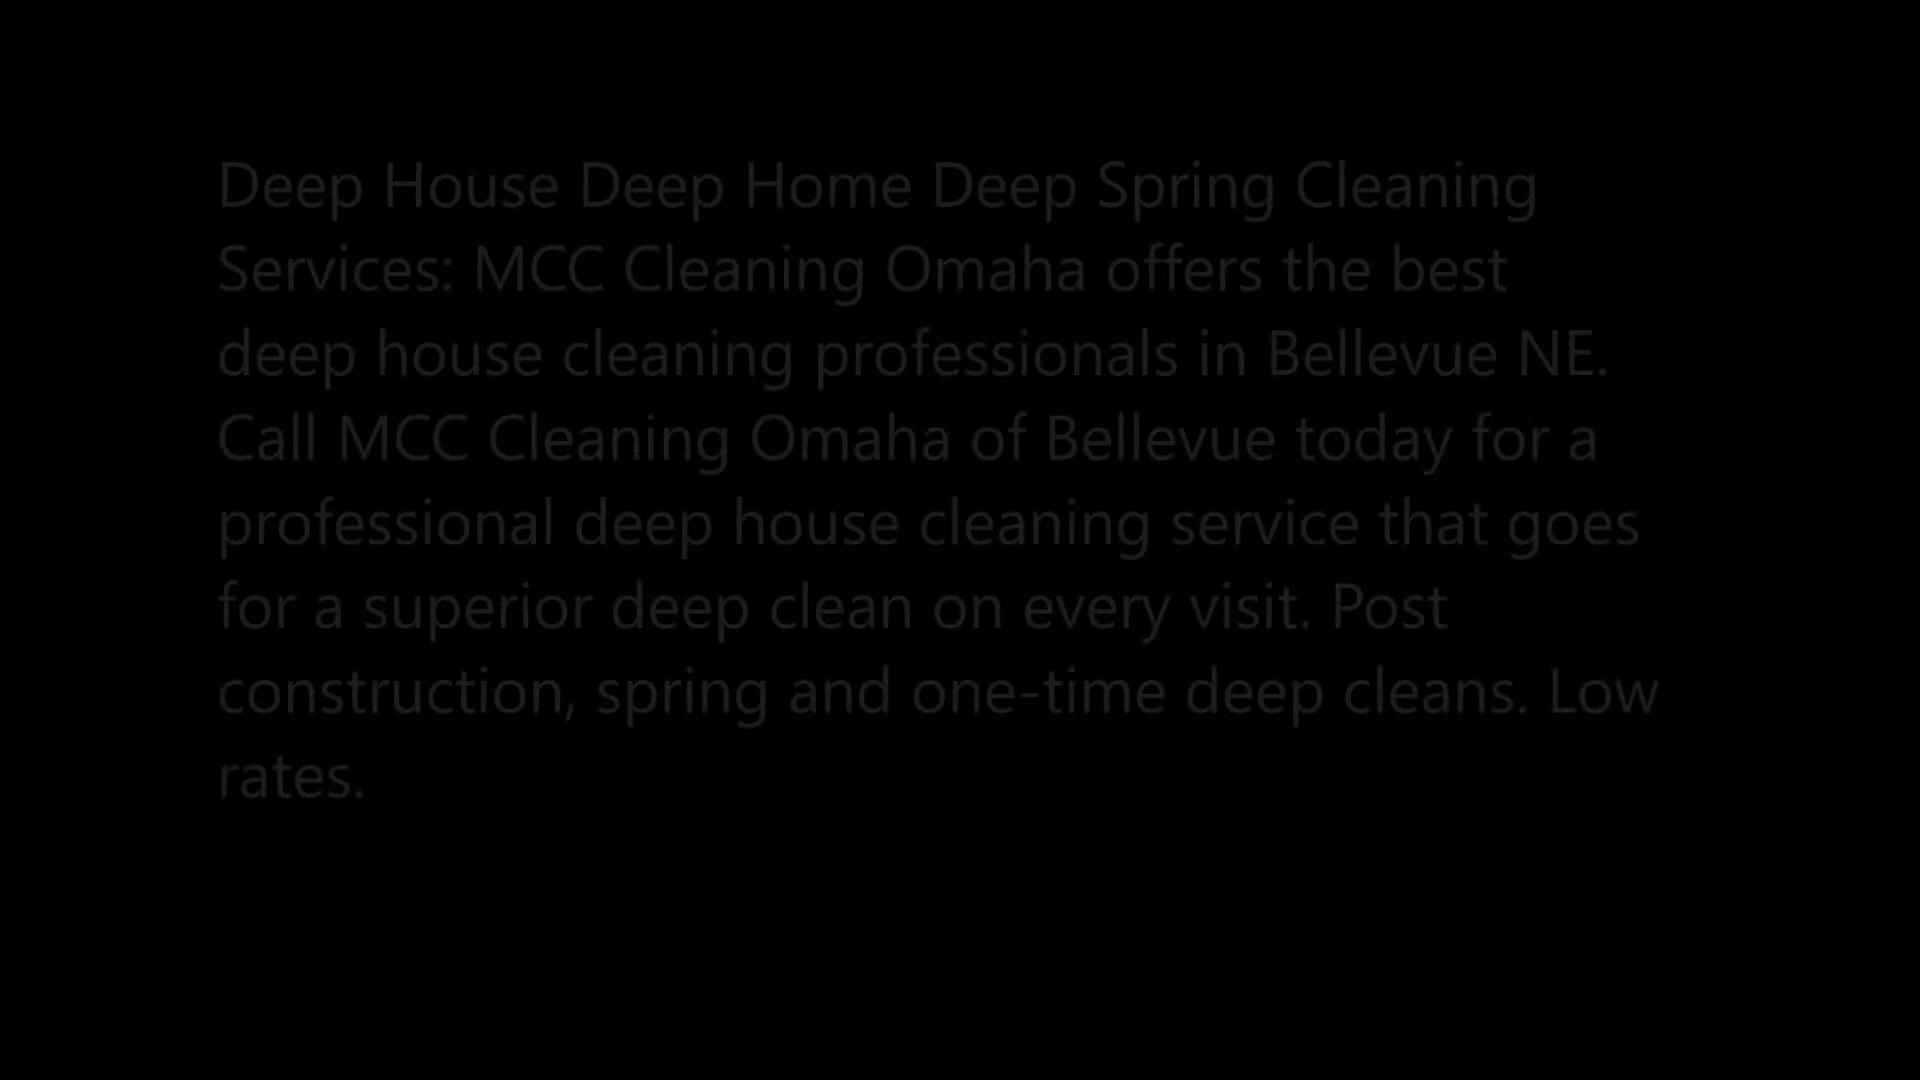 Deep House Deep Home Deep Spring Cleaning
Services: MCC Cleaning Omaha offers the best
deep house cleaning professionals in Bellevue NE.
Call MCC Cleaning Omaha of Bellevue today for a
professional deep house cleaning service that goes
for a superior deep clean on every visit. Post
construction, spring and one-time deep cleans. Low
rates.